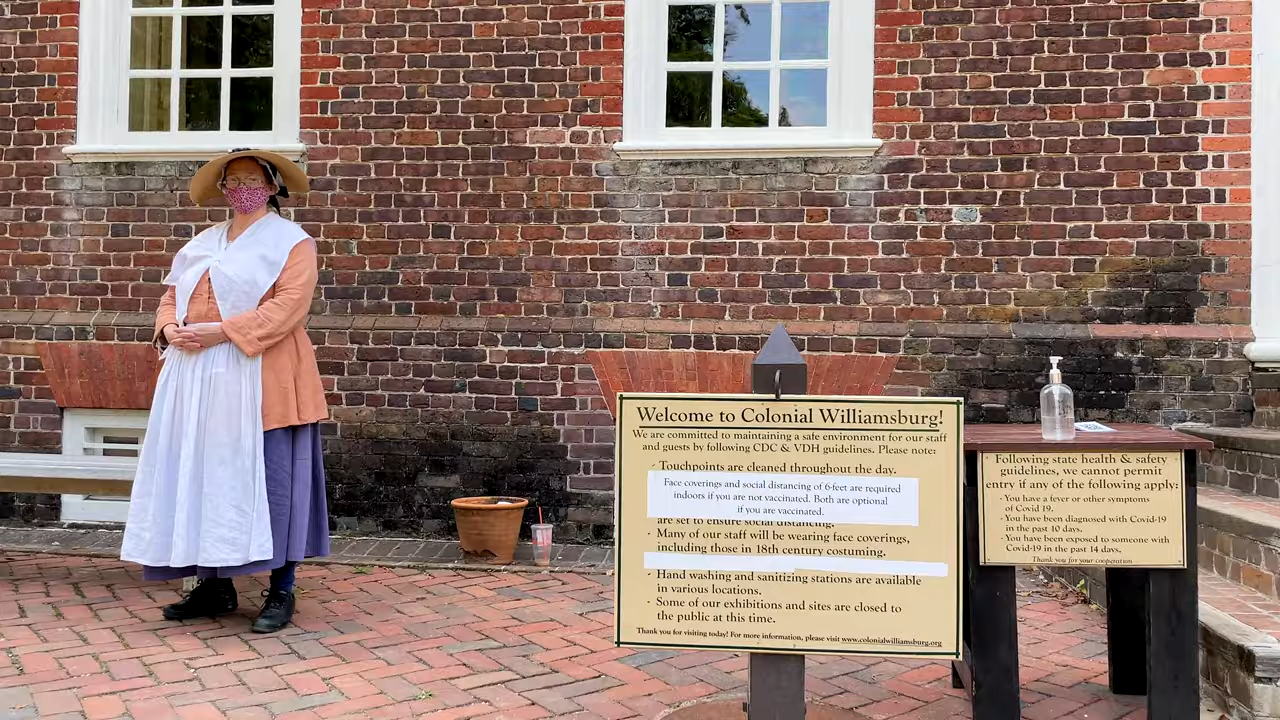 Welcome to Colonial Williamsburg!
We are committed to maintaining a safe environment for our staff
and guests by following CDC & VDH guidelines. Please note:
· Touchpoints are cleaned throughout the day.
Face coverings and social distancing of 6-feet are required
indoors if you are not vaccinated. Both are optional
if you are vaccinated.
are set to ensure social distancing.
· Many of our staff will be wearing face coverings,
including those in 18th century costuming.
· Hand washing and sanitizing stations are available
in various locations.
· Some of our exhibitions and sites are closed to
the public at this time.
Thank you for visiting today! For more information, please visit www.colonialwilliamsburg.org
Following state health & safety
guidelines, we cannot permit
entry if any of the following apply:
· You have a fever or other symptoms
of Covid 19.
· You have been diagnosed with Covid-19
in the past 10 days.
· You have been exposed to someone with
Covid-19 in the past 14 days.
Thank you for your cooperation